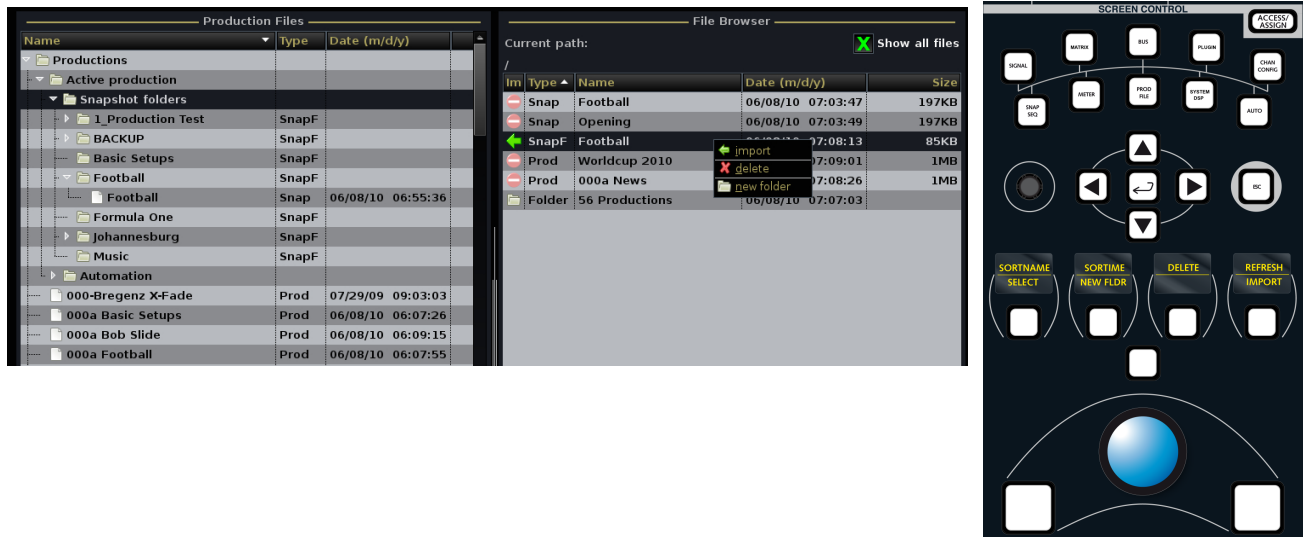 Production Files
Name Type Date (m/d/y)
Productions
Active production
Snapshot folders
1_Production Test SnapF
BACKUP SnapF
Basic Setups SnapF
Football SnapF
Football Snap 06/08/10 06:55:36
Formula One SnapF
Johannesburg SnapF
Music SnapF
Automation
000-Bregenz X-Fade Prod 07/29/09 09:03:03
000a Basic Setups Prod 06/08/10 06:07:26
000a Bob Slide Prod 06/08/10 06:09:15
000a Football Prod 06/08/10 06:07:55
File Browser
Current path: X Show all files
/
Im Type Name Date (m/d/y) Size
Snap Football 06/08/10 07:03:47 197KB
Snap Opening 06/08/10 07:03:49 197KB
SnapF Football 06/08/10 07:08:13 85KB
Prod Worldcup 2010 07:09:01 1MB
Prod 000a News 07:08:26 1MB
Folder 56 Productions 06/08/10 07:07:03
import
delete
new folder
SCREEN CONTROL
ACCESS/
ASSIGN
SIGNAL
MATRIX
BUS
PLUGIN
CHAN
CONFIG
SNAP
SEQ
METER
PROD
FILE
SYSTEM
DSP
AUTO
ESC
SORTNAME
SELECT
SORTIME
NEW FLDR
DELETE
REFRESH
IMPORT